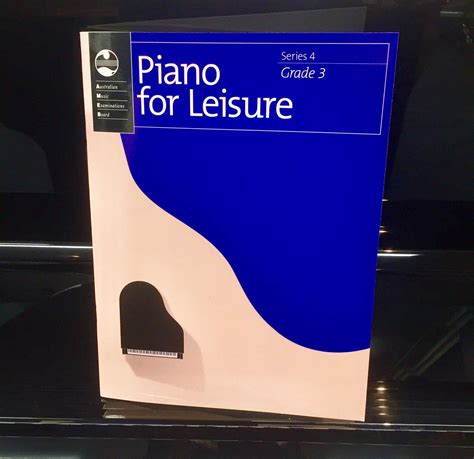 Piano
for Leisure
Series 4
Grade 3
Australian
Music
Examinations
Board